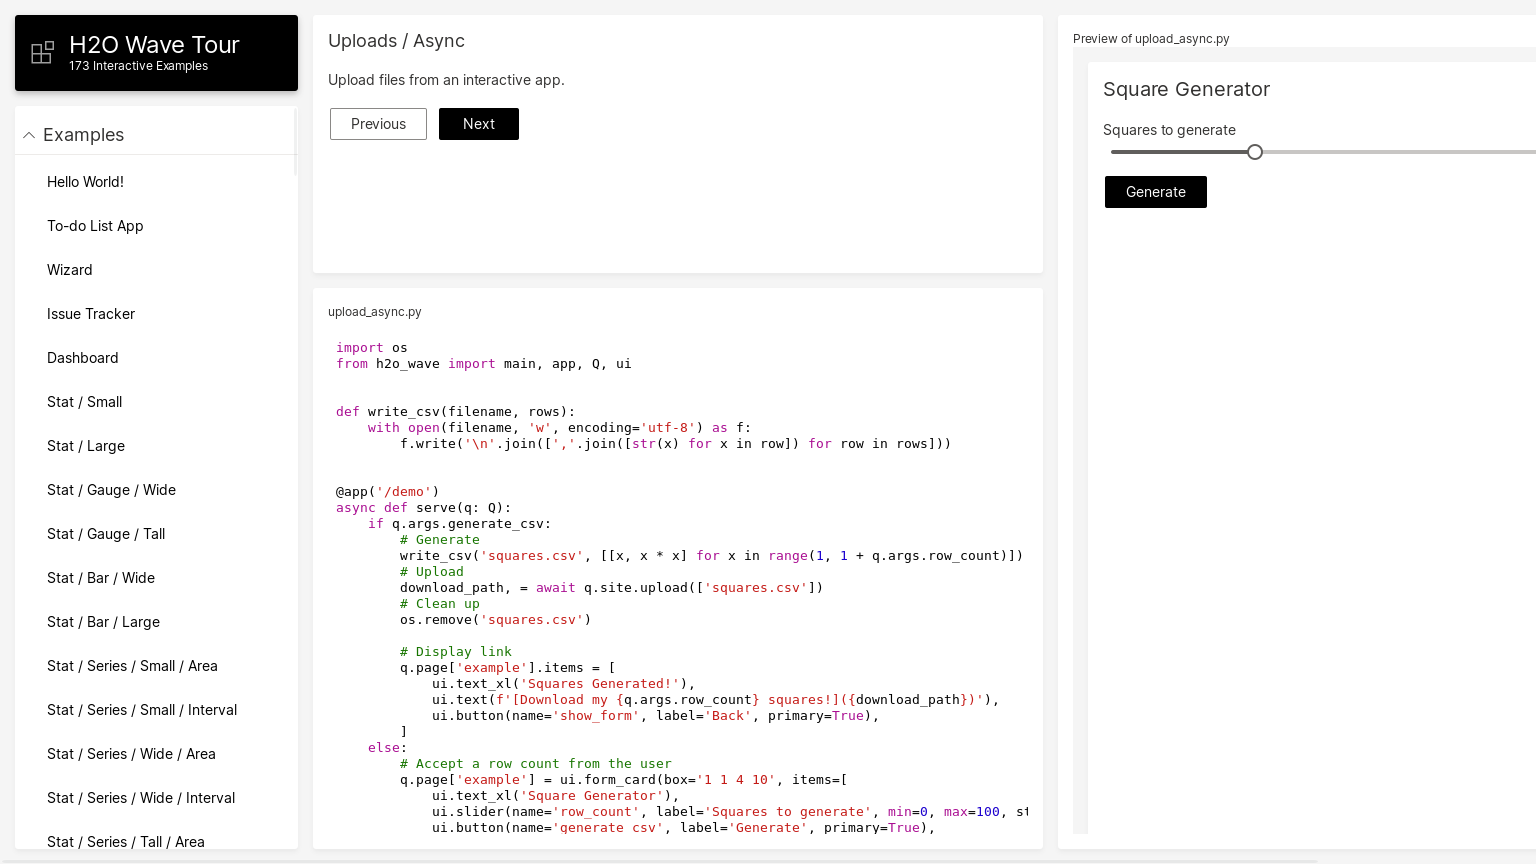 H2O Wave Tour
173 Interactive Examples
Examples
Hello World!
To-do List App
Wizard
Issue Tracker
Dashboard
Stat / Small
Stat / Large
Stat / Gauge / Wide
Stat / Gauge / Tall
Stat / Bar / Wide
Stat / Bar / Large
Stat / Series / Small / Area
Stat / Series / Small / Interval
Stat / Series / Wide / Area
Stat / Series / Wide / Interval
Stat / Series / Tall / Area
Uploads / Async
Upload files from an interactive app.
Previous
Next
upload_async.py
import os
from h2o_wave import main, app, Q, ui
def write_csv(filename, rows):
    with open(filename, 'w', encoding='utf-8') as f:
        f.write('\n'.join([','.join([str(x) for x in row]) for row in rows]))
@app('/demo')
async def serve(q: Q):
    if q.args.generate_csv:
        # Generate
        write_csv('squares.csv', [[x, x * x] for x in range(1, 1 + q.args.row_count)])
        # Upload
        download_path, = await q.site.upload(['squares.csv'])
        # Clean up
        os.remove('squares.csv')
        # Display link
        q.page['example'].items = [
            ui.text_xl('Squares Generated!'),
            ui.text(f'[Download my {q.args.row_count} squares!]({download_path})'),
            ui.button(name='show_form', label='Back', primary=True),
        ]
    else:
        # Accept a row count from the user
        q.page['example'] = ui.form_card(box='1 1 4 10', items=[
            ui.text_xl('Square Generator'),
            ui.slider(name='row_count', label='Squares to generate', min=0, max=100, st
            ui.button(name='generate_csv', label='Generate', primary=True),
Preview of upload_async.py
Square Generator
Squares to generate
Generate